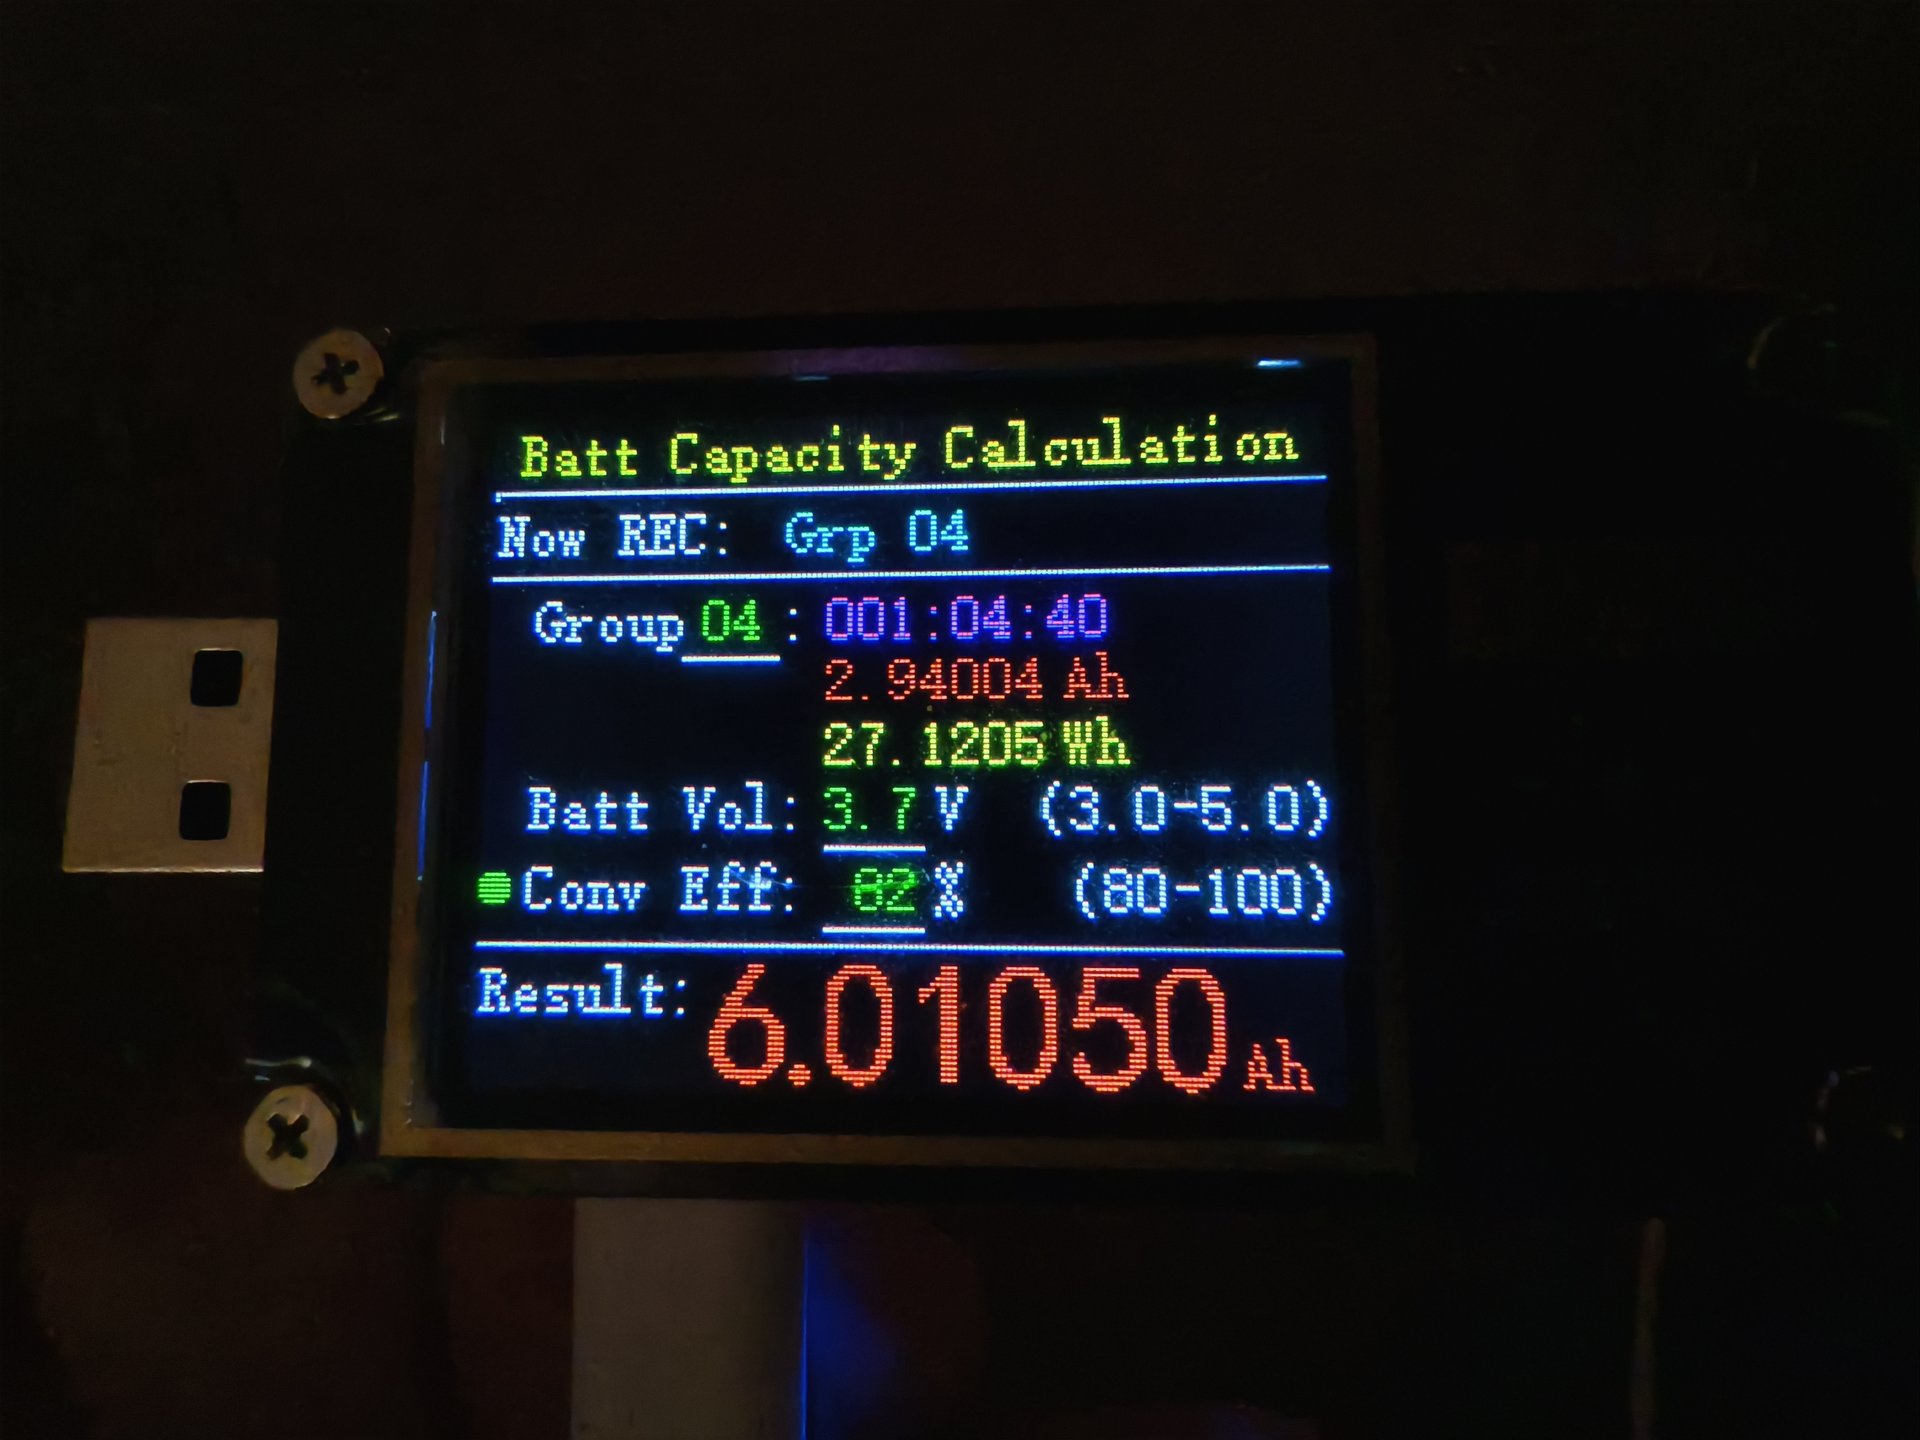 Batt Capacity Calculation
Now REC: Grp 04
Group 04 : 001:04:40
2.94004 Ah
27.1205 Wh
Batt Vol: 3.7 V (3.0-5.0)
Conv Eff: 82 % (80-100)
Result: 6.01050 Ah